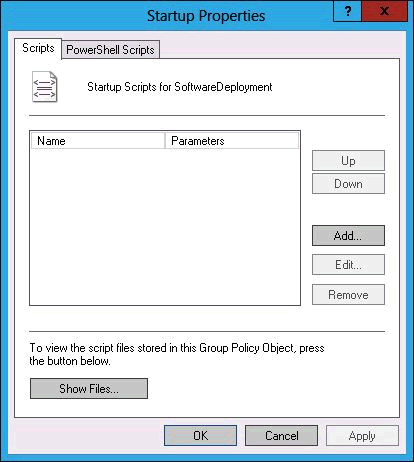 Startup Properties
?
x
Scripts
PowerShell Scripts
Startup Scripts for SoftwareDeployment
Name
Parameters
Up
Down
Add...
Edit...
Remove
To view the script files stored in this Group Policy Object, press
the button below.
Show Files...
OK
Cancel
Apply